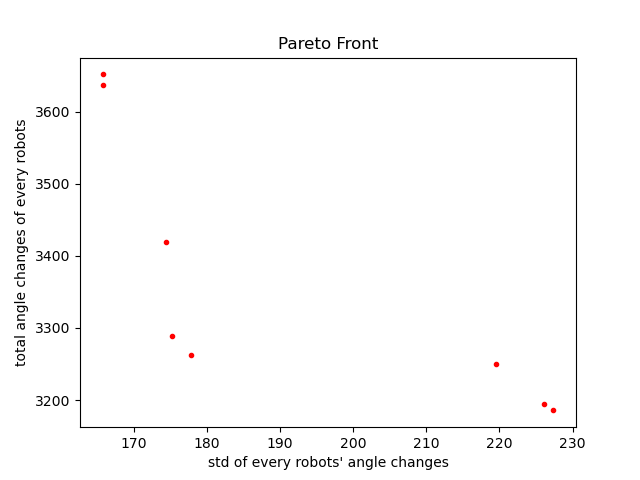 Pareto Front
total angle changes of every robots
3600
3500
3400
3300
3200
170 180 190 200 210 220 230
std of every robots' angle changes